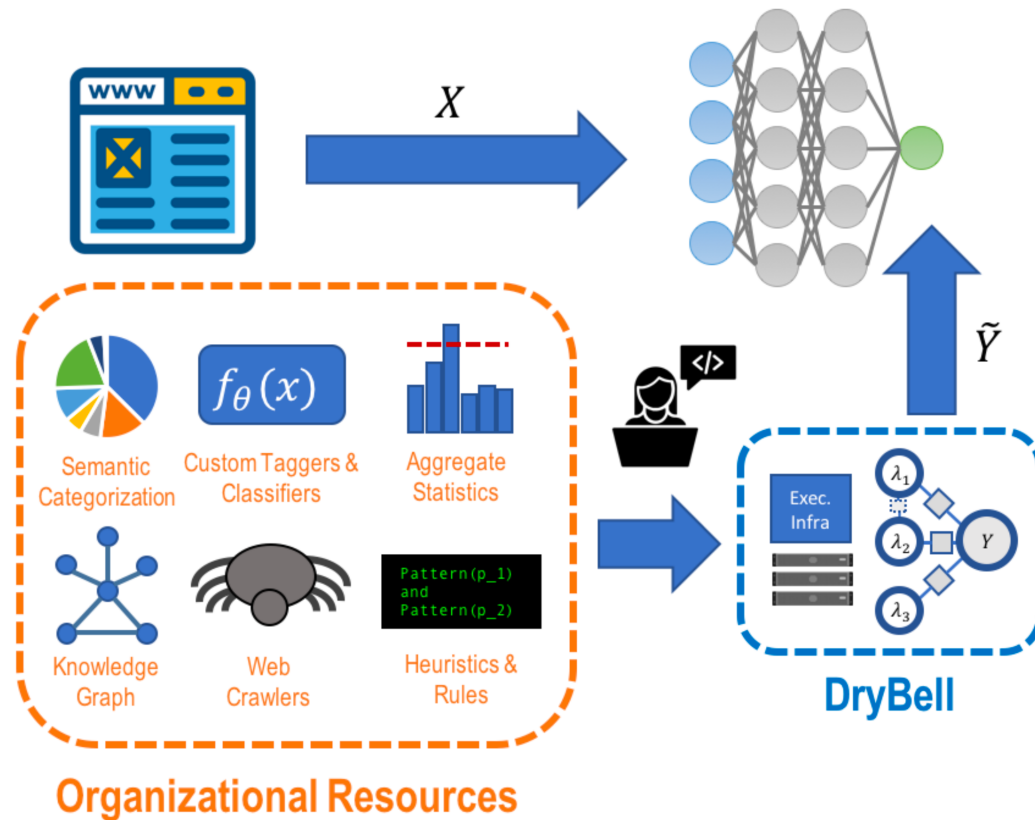 WWW
X
Ỹ
f_θ(x)
Semantic
Categorization
Custom Taggers &
Classifiers
Aggregate
Statistics
Knowledge
Graph
Web
Crawlers
Pattern(p_1)
and
Pattern(p_2)
Heuristics &
Rules
Organizational Resources
</>
Exec.
Infra
λ₁
λ₂
λ₃
Y
DryBell